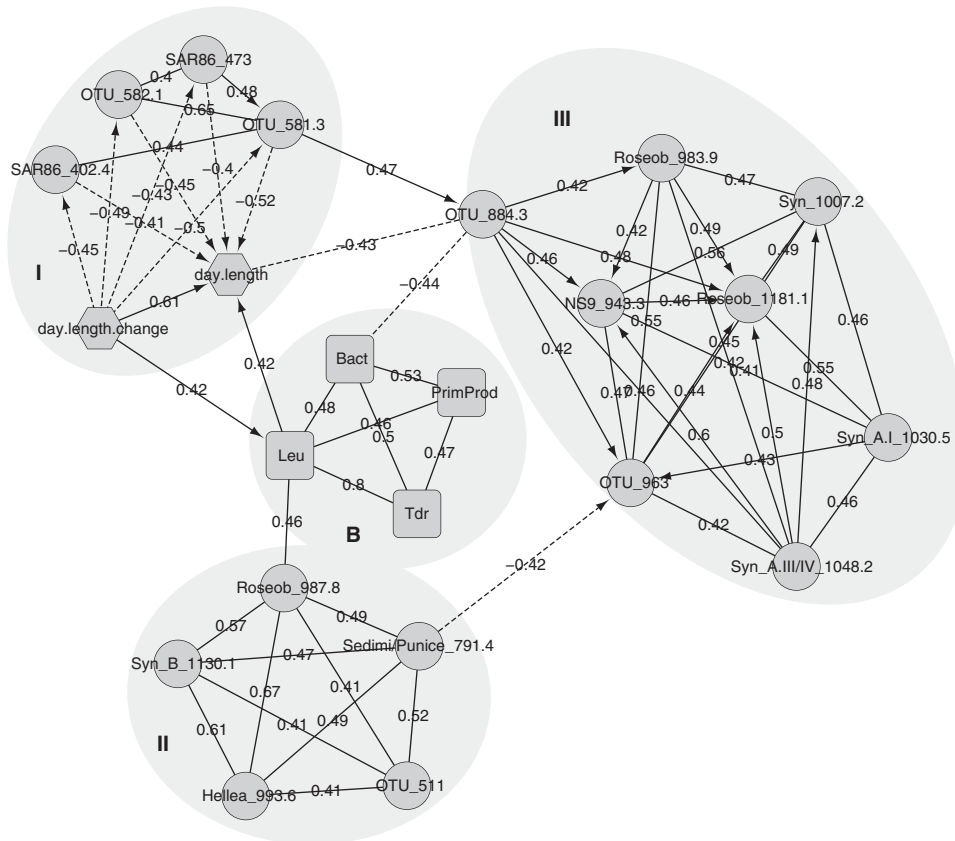 SAR86_473
0.4
OTU_582.1
0.48
0.65
OTU_581.3
III
0.44
Roseob_983.9
SAR86_402.4
−0.4
0.47
−0.45
0.42
0.47
−0.43
−0.52
Syn_1007.2
−0.49
−0.41
−0.5
OTU_884.3
0.42
0.49
−0.45
−0.43
0.48
0.56
0.49
I
day.length
0.46
−0.44
NS9_943.3
0.46
Roseob_1181.1
0.61
day.length.change
0.55
0.46
0.45
0.42
Bact
0.42
0.42
0.41
0.55
0.42
0.53
PrimProd
0.47
0.46
0.44
0.48
0.48
0.46
0.5
0.6
0.5
Syn_A.I_1030.5
Leu
0.47
0.43
0.8
OTU_963
Tdr
0.46
0.46
0.42
B
−0.42
Syn_A.III/IV_1048.2
Roseob_987.8
0.57
0.49
Sedimi/Punice_791.4
Syn_B_1130.1
0.47
0.67
0.41
0.61
0.41
0.49
0.52
II
Hellea_993.6
0.41
OTU_511